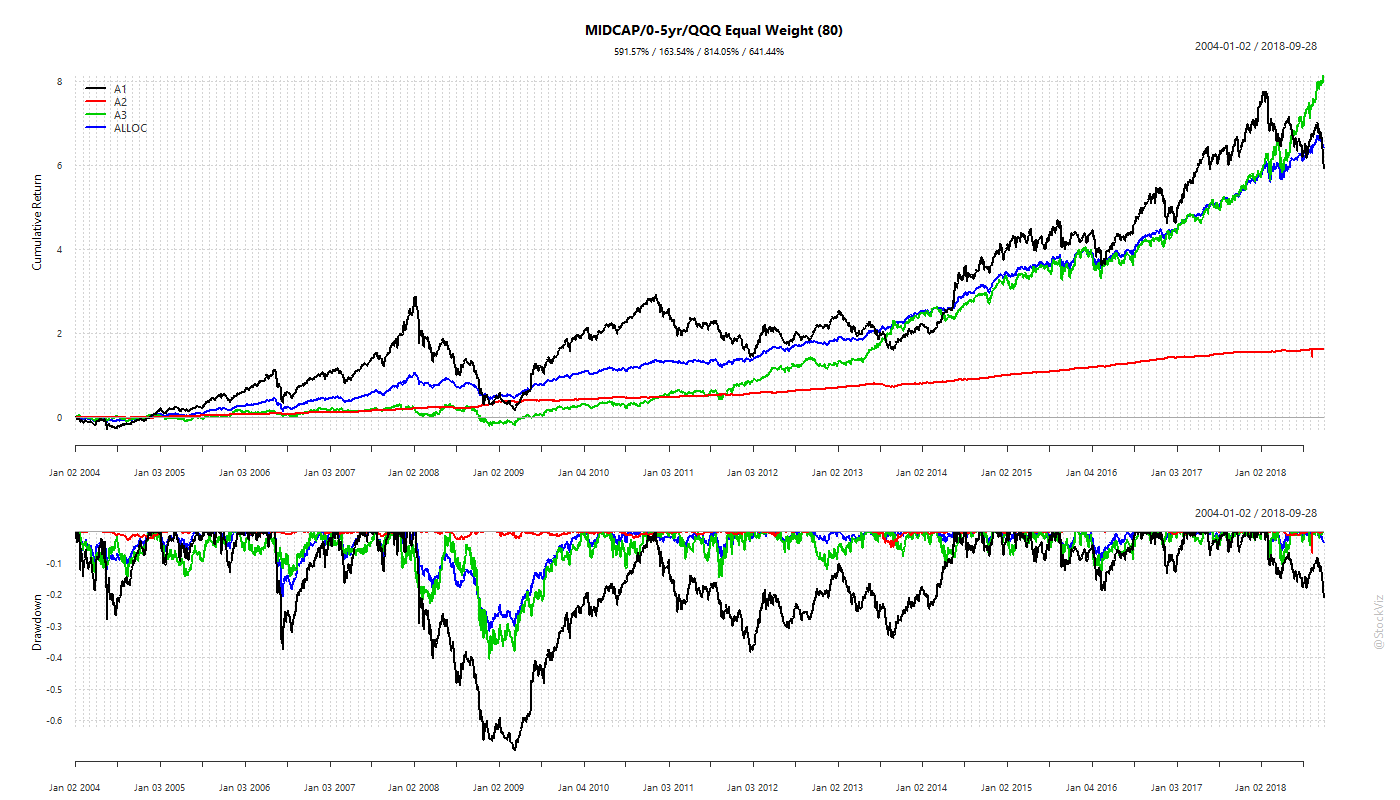 MIDCAP/0-5yr/QQQ Equal Weight (80)
591.57% / 163.54% / 814.05% / 641.44%
2004-01-02 / 2018-09-28
A1
A2
A3
ALLOC
Cumulative Return
8
6
4
2
0
Jan 02 2004 Jan 03 2005 Jan 03 2006 Jan 03 2007 Jan 02 2008 Jan 02 2009 Jan 04 2010 Jan 03 2011 Jan 03 2012 Jan 02 2013 Jan 02 2014 Jan 02 2015 Jan 04 2016 Jan 03 2017 Jan 02 2018
2004-01-02 / 2018-09-28
Drawdown
-0.1
-0.2
-0.3
-0.4
-0.5
-0.6
Jan 02 2004 Jan 03 2005 Jan 03 2006 Jan 03 2007 Jan 02 2008 Jan 02 2009 Jan 04 2010 Jan 03 2011 Jan 03 2012 Jan 02 2013 Jan 02 2014 Jan 02 2015 Jan 04 2016 Jan 03 2017 Jan 02 2018
@StockViz